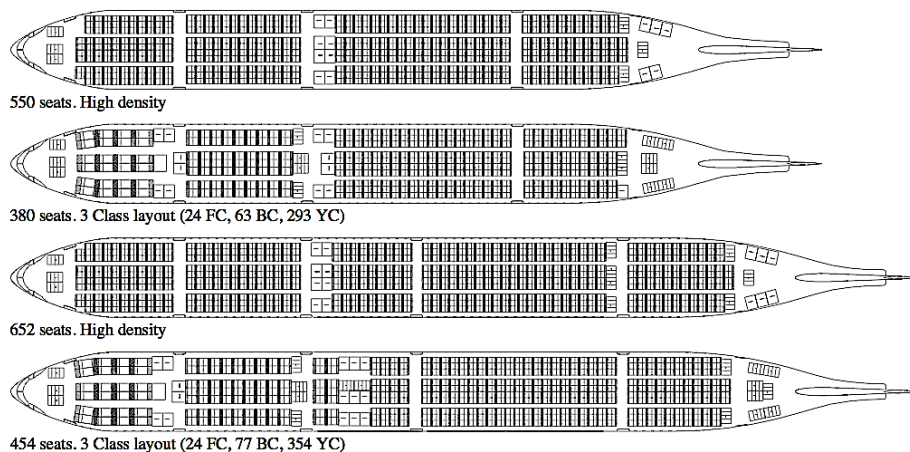 550 seats. High density
380 seats. 3 Class layout (24 FC, 63 BC, 293 YC)
652 seats. High density
454 seats. 3 Class layout (24 FC, 77 BC, 354 YC)